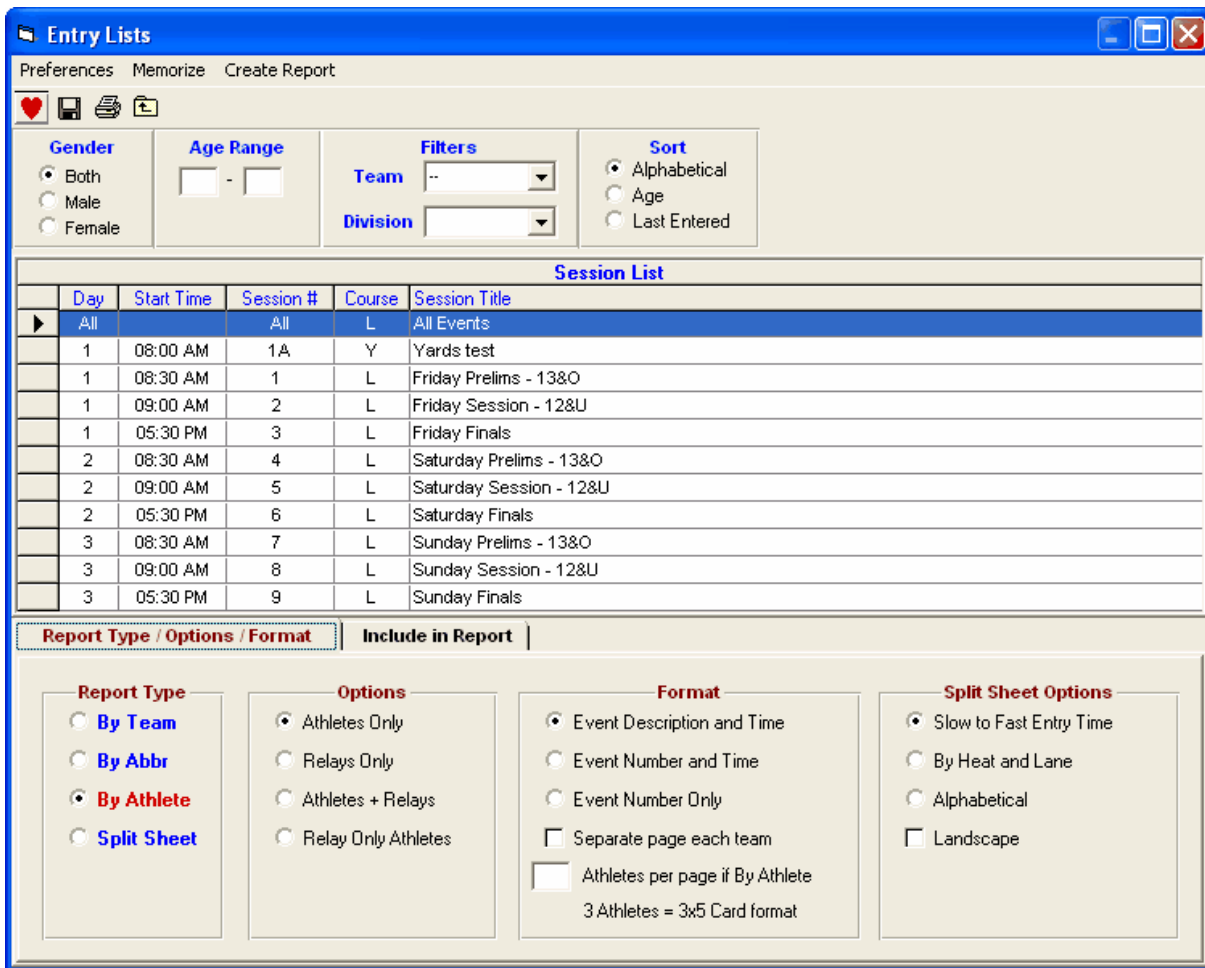 Entry Lists
Preferences Memorize Create Report
Gender Age Range Filters Sort
Both - Team -- Alphabetical
Male Age
Female Division Last Entered
Session List
Day Start Time Session # Course Session Title
All All L All Events
1 08:00 AM 1A Y Yards test
1 08:30 AM 1 L Friday Prelims - 13&O
1 09:00 AM 2 L Friday Session - 12&U
1 05:30 PM 3 L Friday Finals
2 08:30 AM 4 L Saturday Prelims - 13&O
2 09:00 AM 5 L Saturday Session - 12&U
2 05:30 PM 6 L Saturday Finals
3 08:30 AM 7 L Sunday Prelims - 13&O
3 09:00 AM 8 L Sunday Session - 12&U
3 05:30 PM 9 L Sunday Finals
Report Type / Options / Format Include in Report
Report Type Options Format Split Sheet Options
By Team Athletes Only Event Description and Time Slow to Fast Entry Time
By Abbr Relays Only Event Number and Time By Heat and Lane
By Athlete Athletes + Relays Event Number Only Alphabetical
Split Sheet Relay Only Athletes Separate page each team Landscape
Athletes per page if By Athlete
3 Athletes = 3x5 Card format